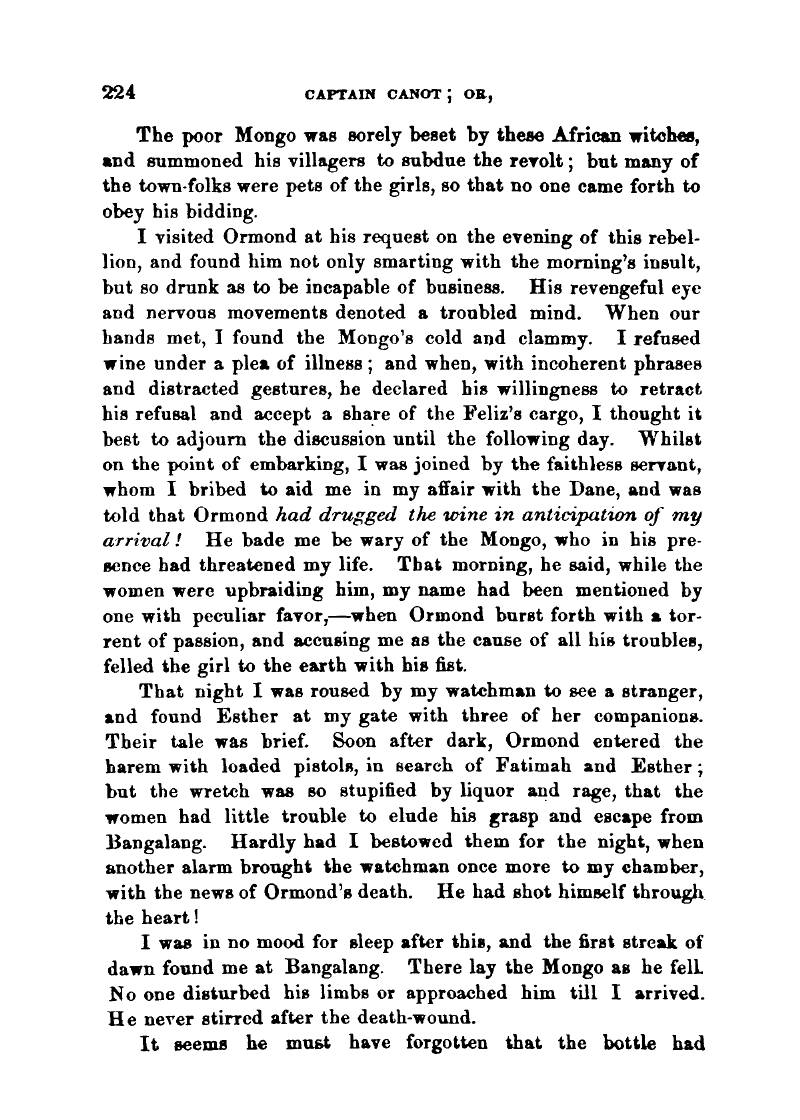 224 CAPTAIN CANOT; OR,
The poor Mongo was sorely beset by these African witches,
and summoned his villagers to subdue the revolt; but many of
the town-folks were pets of the girls, so that no one came forth to
obey his bidding.
I visited Ormond at his request on the evening of this rebel-
lion, and found him not only smarting with the morning's insult,
but so drunk as to be incapable of business. His revengeful eye
and nervous movements denoted a troubled mind. When our
hands met, I found the Mongo's cold and clammy. I refused
wine under a plea of illness; and when, with incoherent phrases
and distracted gestures, he declared his willingness to retract
his refusal and accept a share of the Feliz's cargo, I thought it
best to adjourn the discussion until the following day. Whilst
on the point of embarking, I was joined by the faithless servant,
whom I bribed to aid me in my affair with the Dane, and was
told that Ormond had drugged the wine in anticipation of my
arrival! He bade me be wary of the Mongo, who in his pre-
sence had threatened my life. That morning, he said, while the
women were upbraiding him, my name had been mentioned by
one with peculiar favor,—when Ormond burst forth with a tor-
rent of passion, and accusing me as the cause of all his troubles,
felled the girl to the earth with his fist.
That night I was roused by my watchman to see a stranger,
and found Esther at my gate with three of her companions.
Their tale was brief. Soon after dark, Ormond entered the
harem with loaded pistols, in search of Fatimah and Esther;
but the wretch was so stupified by liquor and rage, that the
women had little trouble to elude his grasp and escape from
Bangalang. Hardly had I bestowed them for the night, when
another alarm brought the watchman once more to my chamber,
with the news of Ormond's death. He had shot himself through
the heart!
I was in no mood for sleep after this, and the first streak of
dawn found me at Bangalang. There lay the Mongo as he fell.
No one disturbed his limbs or approached him till I arrived.
He never stirred after the death-wound.
It seems he must have forgotten that the bottle had